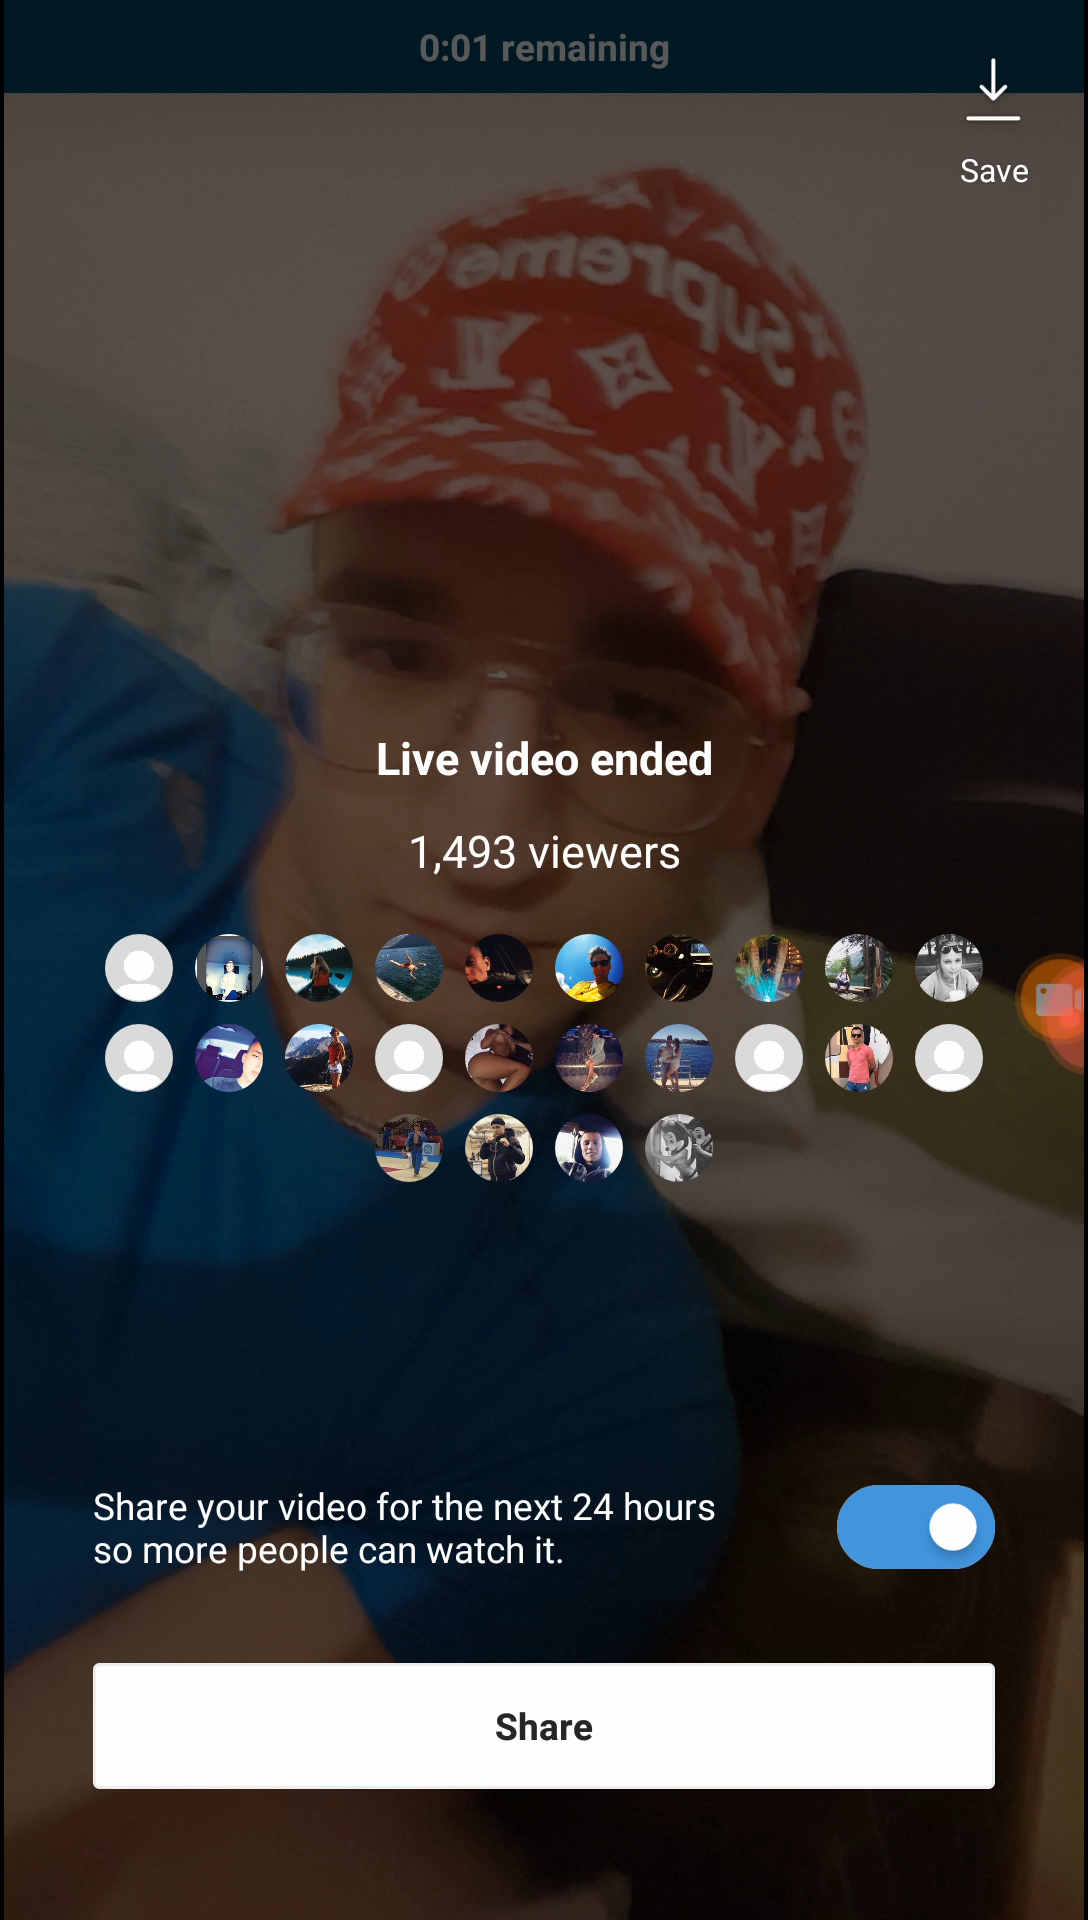 0:01 remaining
Save
Supreme
Live video ended
1,493 viewers
Share your video for the next 24 hours
so more people can watch it.
Share